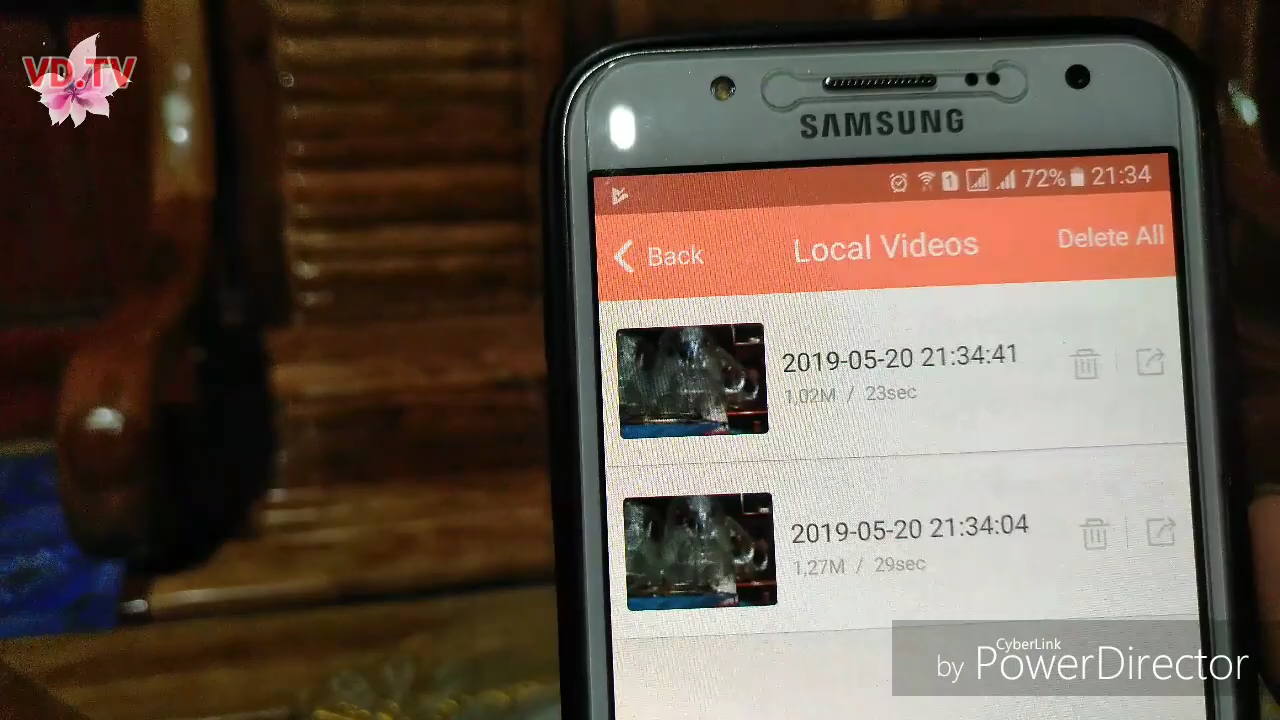 VD.TV
SAMSUNG
1 72% 21:34
Back Local Videos Delete All
2019-05-20 21:34:41
1,02M / 23sec
2019-05-20 21:34:04
1,27M / 29sec
CyberLink
by PowerDirector